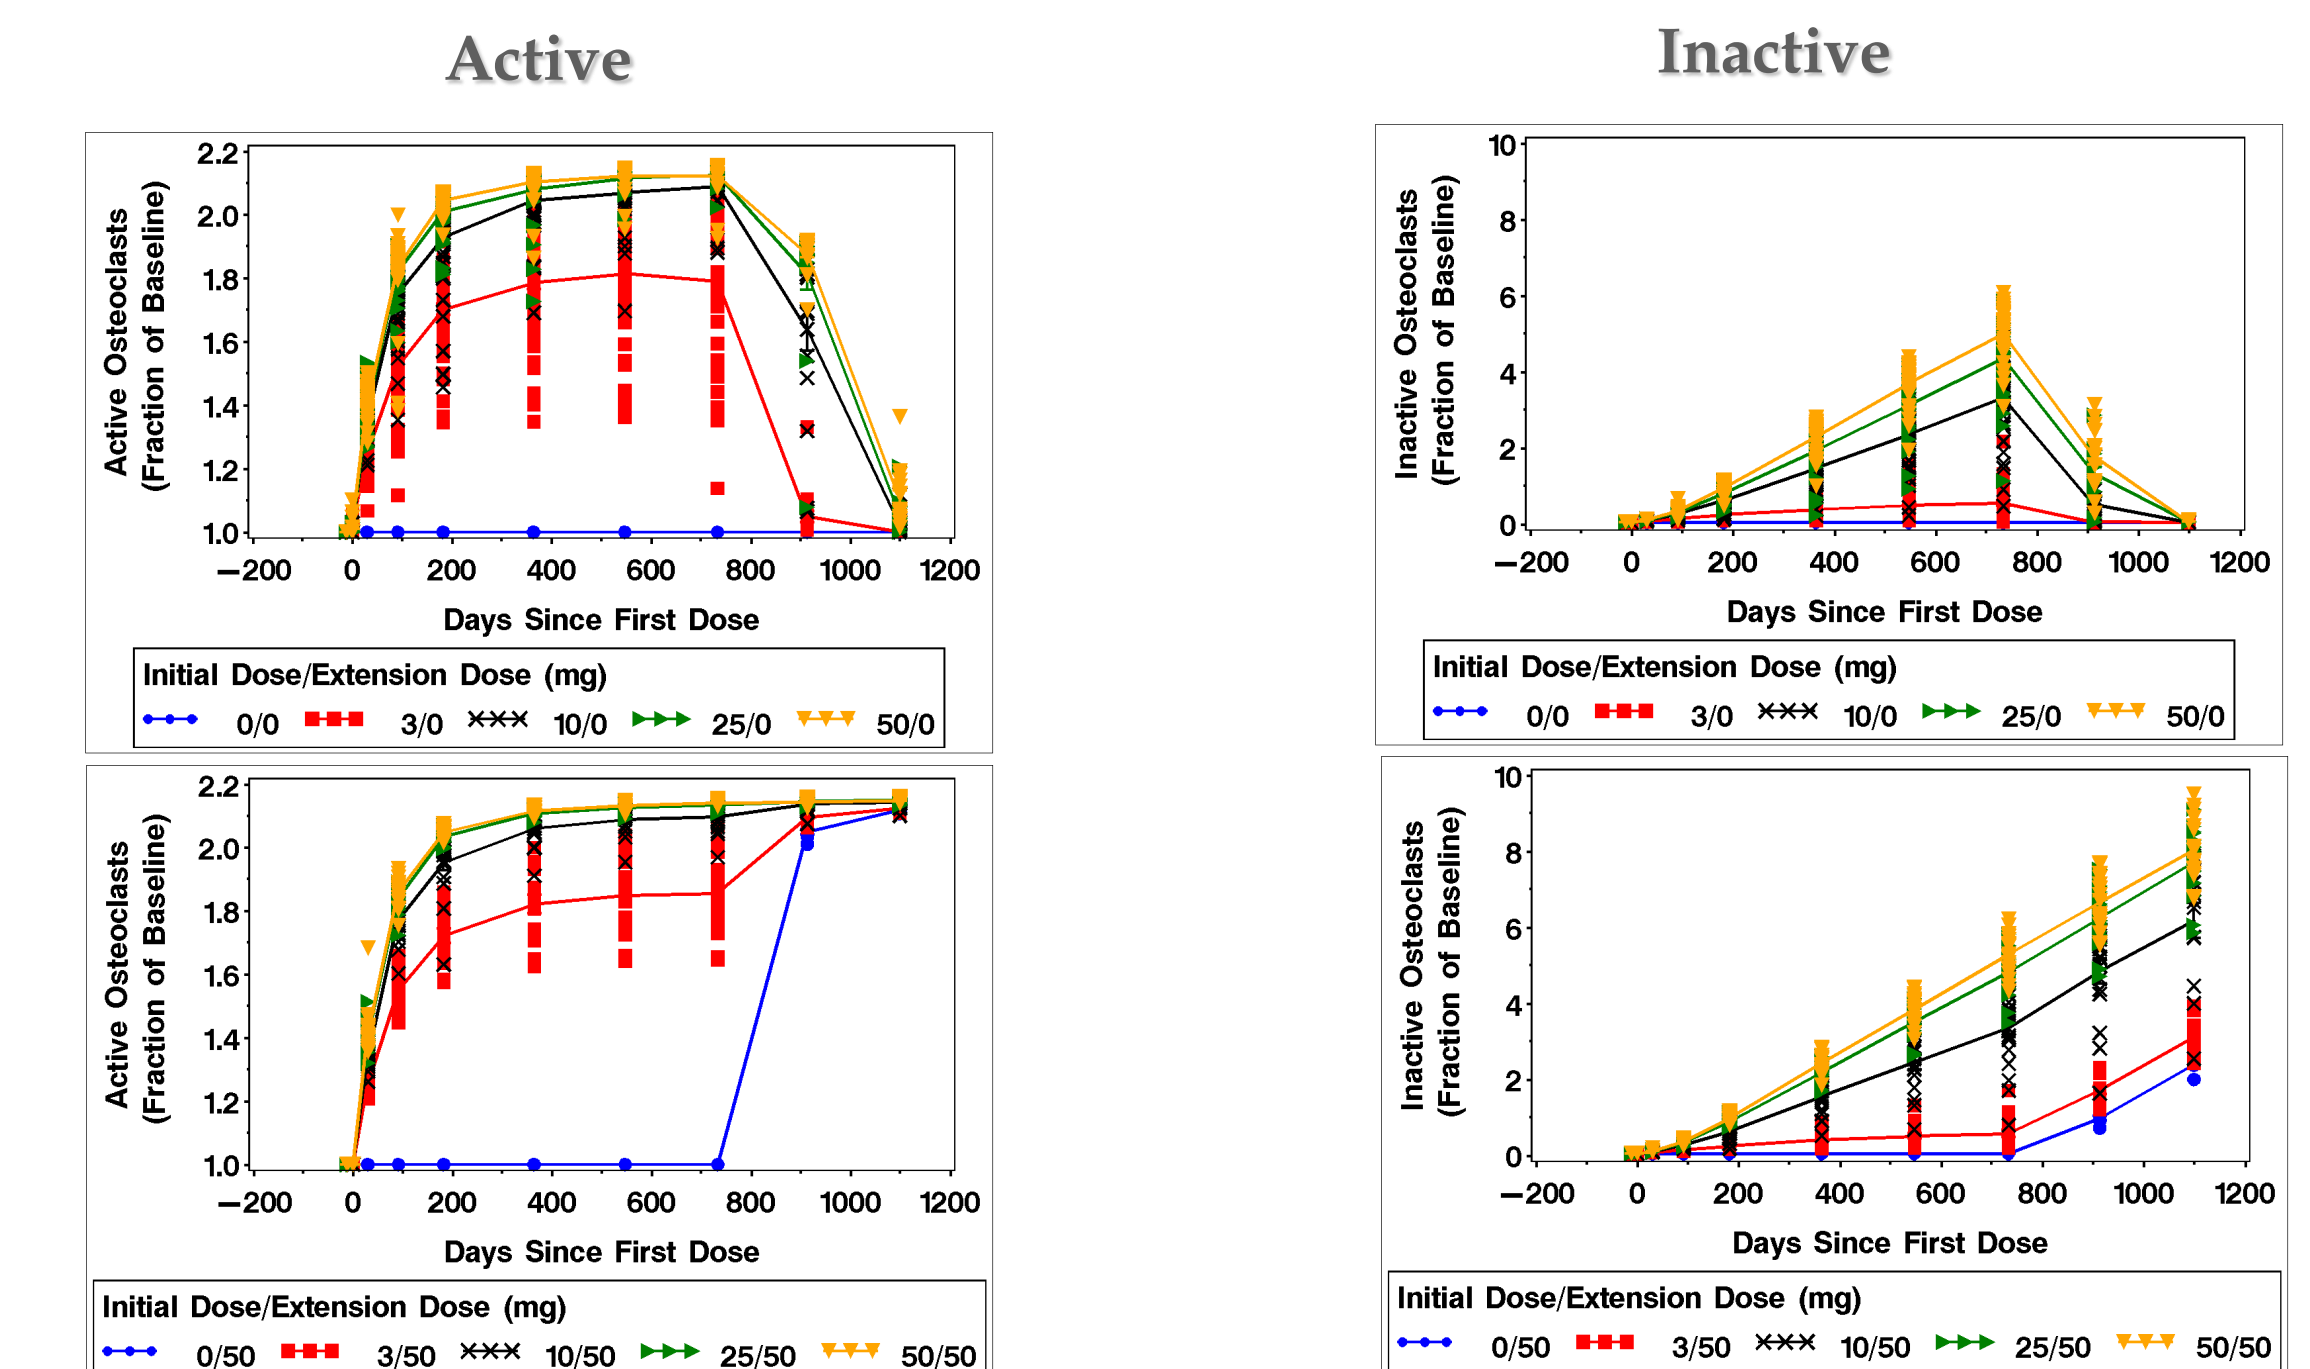 Active
Inactive
Active Osteoclasts
(Fraction of Baseline)
2.2
2.0
1.8
1.6
1.4
1.2
1.0
−200 0 200 400 600 800 1000 1200
Days Since First Dose
Initial Dose/Extension Dose (mg)
0/0 3/0 10/0 25/0 50/0
Inactive Osteoclasts
(Fraction of Baseline)
10
8
6
4
2
0
−200 0 200 400 600 800 1000 1200
Days Since First Dose
Initial Dose/Extension Dose (mg)
0/0 3/0 10/0 25/0 50/0
Active Osteoclasts
(Fraction of Baseline)
2.2
2.0
1.8
1.6
1.4
1.2
1.0
−200 0 200 400 600 800 1000 1200
Days Since First Dose
Initial Dose/Extension Dose (mg)
0/50 3/50 10/50 25/50 50/50
Inactive Osteoclasts
(Fraction of Baseline)
10
8
6
4
2
0
−200 0 200 400 600 800 1000 1200
Days Since First Dose
Initial Dose/Extension Dose (mg)
0/50 3/50 10/50 25/50 50/50